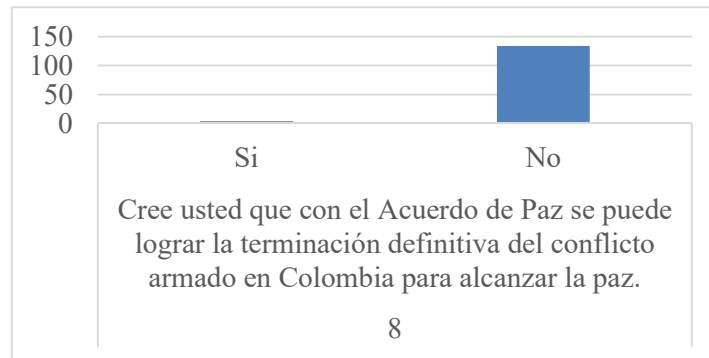 150
100
50
0
Si No
Cree usted que con el Acuerdo de Paz se puede
lograr la terminación definitiva del conflicto
armado en Colombia para alcanzar la paz.
8